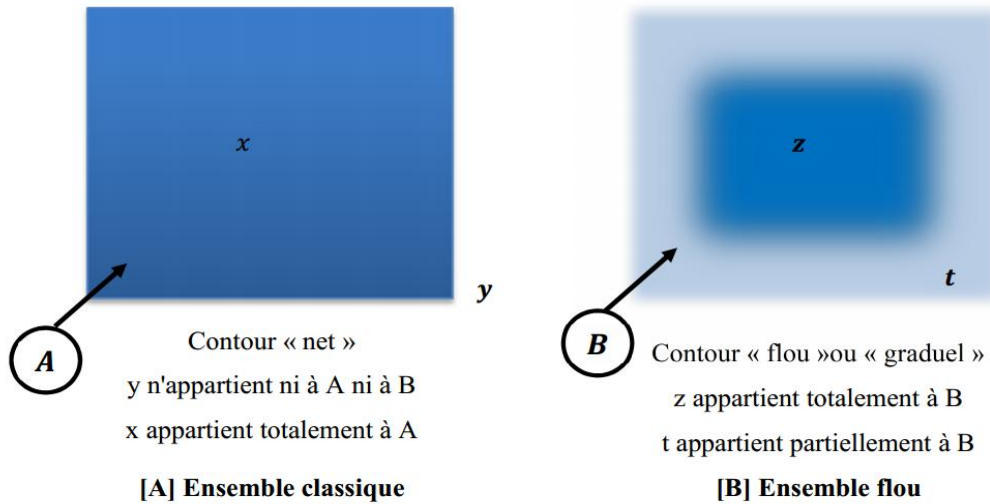 x
y
A
Contour « net »
y n'appartient ni à A ni à B
x appartient totalement à A
[A] Ensemble classique
z
t
B
Contour « flou »ou « graduel »
z appartient totalement à B
t appartient partiellement à B
[B] Ensemble flou